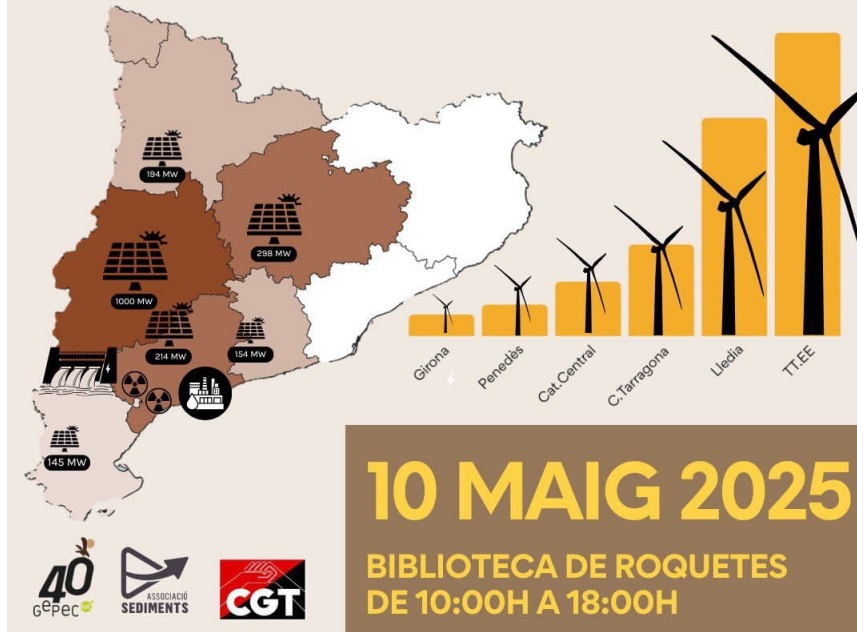 194 MW
298 MW
1000 MW
214 MW
154 MW
145 MW
Girona
Penedès
Cat.Central
C.Tarragona
Lledia
TT.EE
10 MAIG 2025
BIBLIOTECA DE ROQUETES
DE 10:00H A 18:00H
40
GePeC
ASSOCIACIÓ
SEDIMENTS
CGT